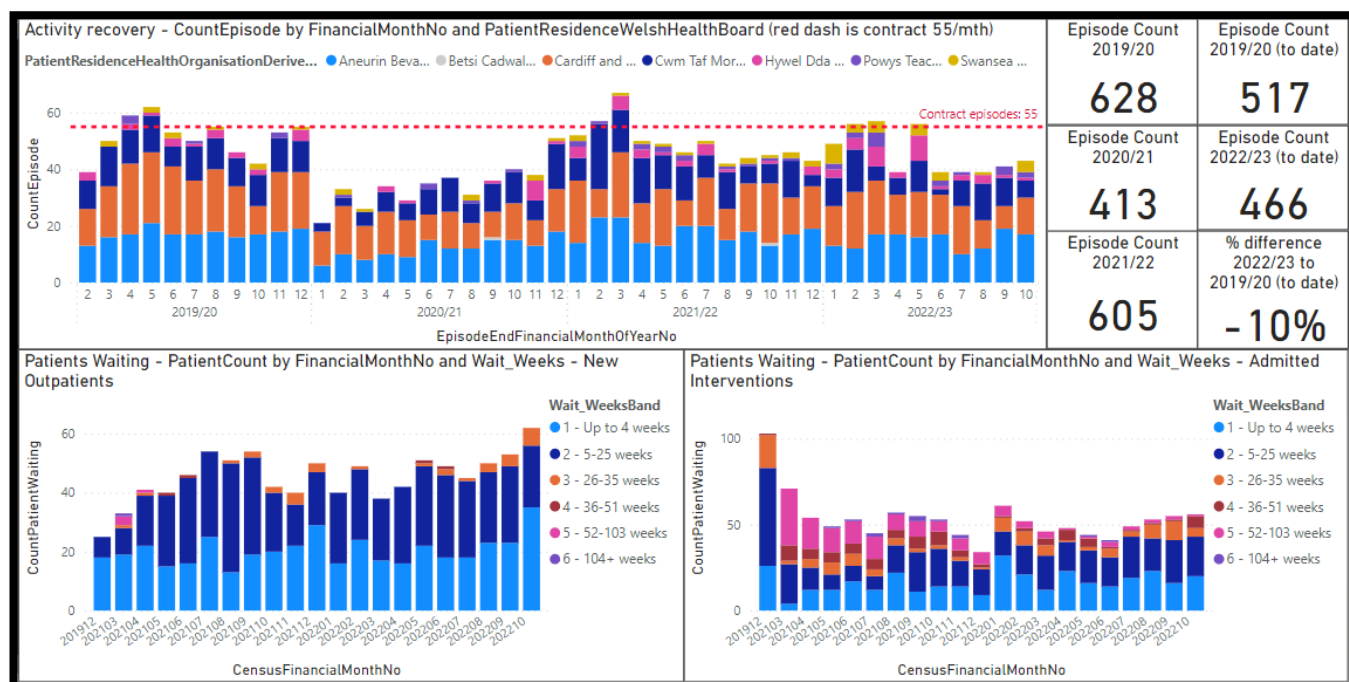 Activity recovery - CountEpisode by FinancialMonthNo and PatientResidenceWelshHealthBoard (red dash is contract 55/mth)
PatientResidenceHealthOrganisationDerive... Aneurin Beva... Betsi Cadwal... Cardiff and ... Cwm Taf Mor... Hywel Dda ... Powys Teac... Swansea ...
CountEpisode
60
40
20
0
Contract episodes: 55
2 3 4 5 6 7 8 9 10 11 12 1 2 3 4 5 6 7 8 9 10 11 12 1 2 3 4 5 6 7 8 9 10 11 12 1 2 3 4 5 6 7 8 9 10
2019/20 2020/21 2021/22 2022/23
EpisodeEndFinancialMonthOfYearNo
Episode Count
2019/20
628
Episode Count
2019/20 (to date)
517
Episode Count
2020/21
413
Episode Count
2022/23 (to date)
466
Episode Count
2021/22
605
% difference
2022/23 to
2019/20 (to date)
-10%
Patients Waiting - PatientCount by FinancialMonthNo and Wait_Weeks - New
Outpatients
CountPatientWaiting
60
40
20
0
201912 202103 202104 202105 202106 202107 202108 202109 202110 202111 202112 202201 202202 202203 202204 202205 202206 202207 202208 202209 202210
CensusFinancialMonthNo
Wait_WeeksBand
1 - Up to 4 weeks
2 - 5-25 weeks
3 - 26-35 weeks
4 - 36-51 weeks
5 - 52-103 weeks
6 - 104+ weeks
Patients Waiting - PatientCount by FinancialMonthNo and Wait_Weeks - Admitted
Interventions
CountPatientWaiting
100
50
0
201912 202103 202104 202105 202106 202107 202108 202109 202110 202111 202112 202201 202202 202203 202204 202205 202206 202207 202208 202209 202210
CensusFinancialMonthNo
Wait_WeeksBand
1 - Up to 4 weeks
2 - 5-25 weeks
3 - 26-35 weeks
4 - 36-51 weeks
5 - 52-103 weeks
6 - 104+ weeks